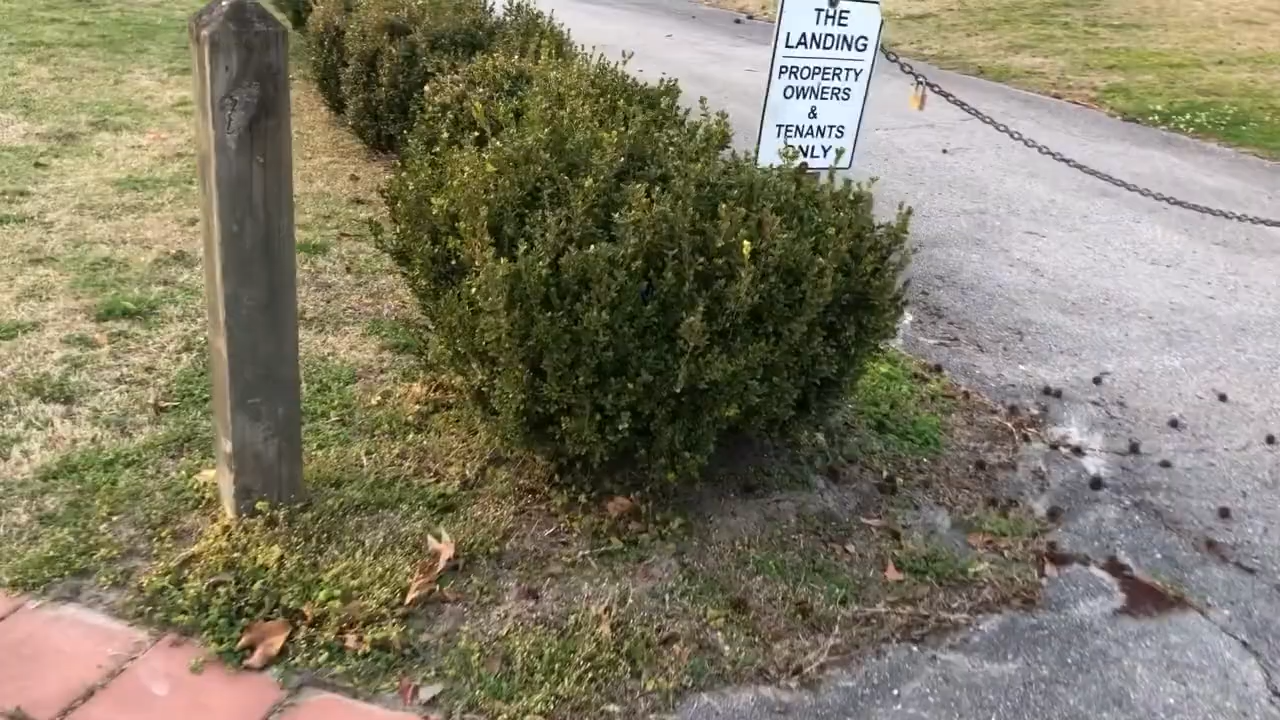 THE
LANDING
PROPERTY
OWNERS
&
TENANTS
ONLY